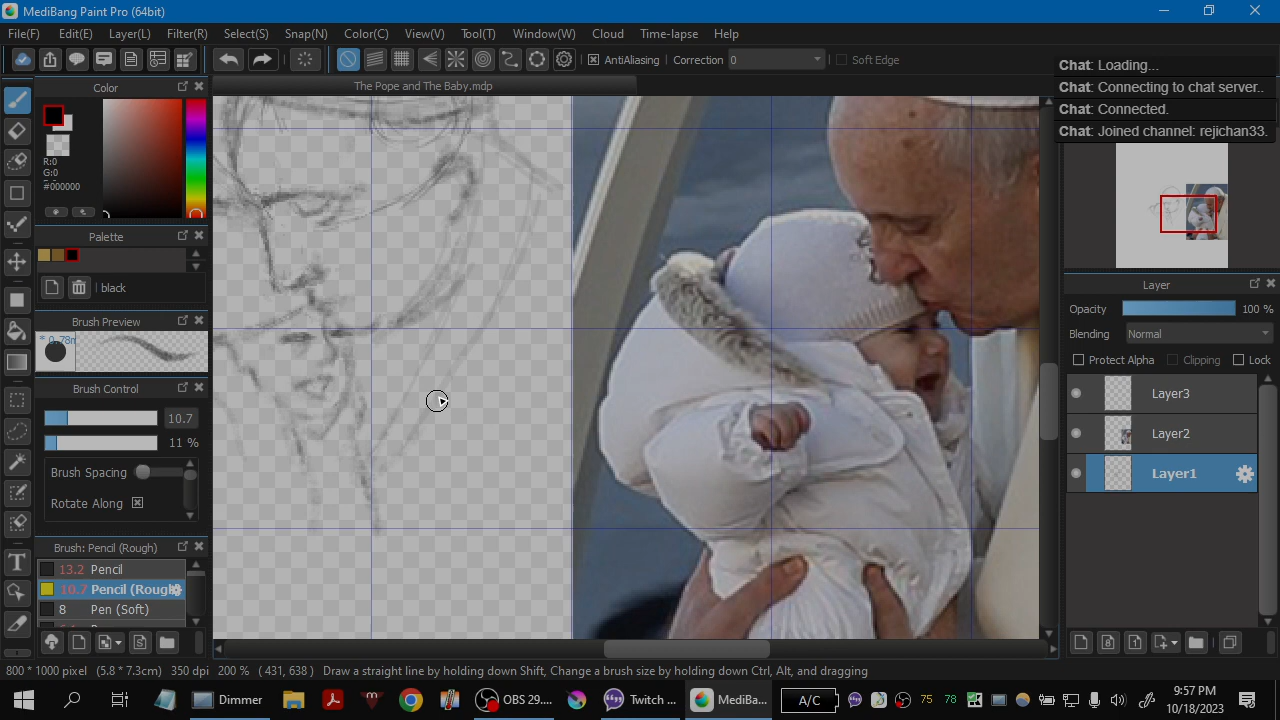 MediBang Paint Pro (64bit)
File(F) Edit(E) Layer(L) Filter(R) Select(S) Snap(N) Color(C) View(V) Tool(T) Window(W) Cloud Time-lapse Help
AntiAliasing Correction 0 Soft Edge
Color
The Pope and The Baby.mdp
Chat: Loading...
Chat: Connecting to chat server..
Chat: Connected.
Chat: Joined channel: rejichan33.
R:0
G:0
#000000
Palette
black
Brush Preview
Brush Control
10.7
11 %
Brush Spacing
Rotate Along
Brush: Pencil (Rough)
13.2 Pencil
10.7 Pencil (Rough
8 Pen (Soft)
Layer
Opacity 100 %
Blending Normal
Protect Alpha Clipping Lock
Layer3
Layer2
Layer1
800 * 1000 pixel (5.8 * 7.3cm) 350 dpi 200 % ( 431, 638 ) Draw a straight line by holding down Shift, Change a brush size by holding down Ctrl, Alt, and dragging
Dimmer OBS 29.... Twitch ... MediBa... A/C 75 78
9:57 PM
10/18/2023